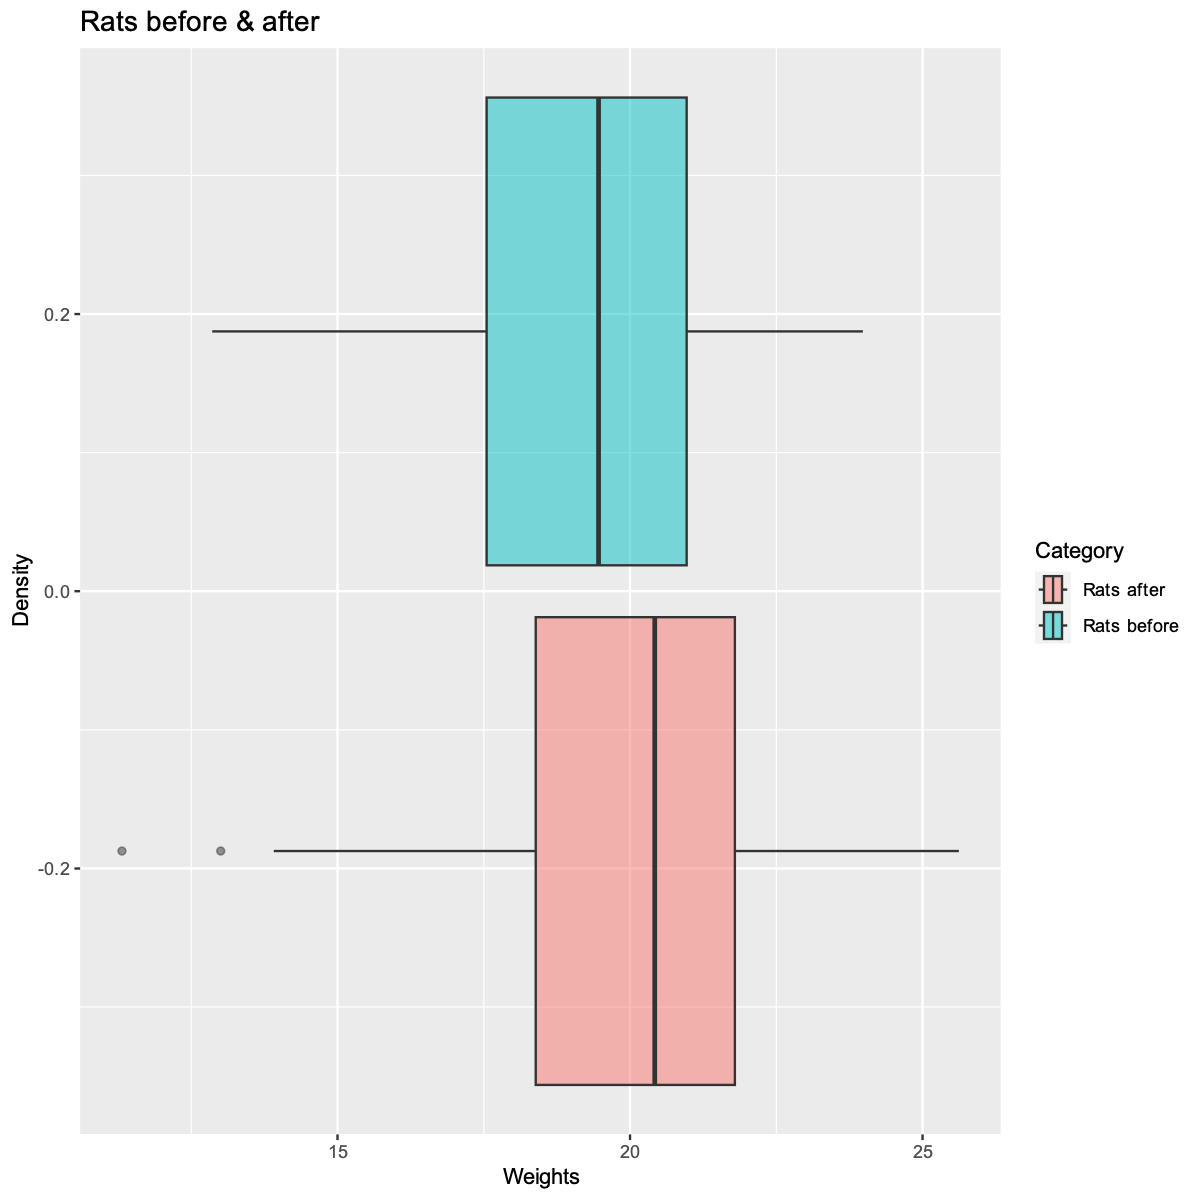 Rats before & after
Density
0.2
0.0
-0.2
15
20
25
Weights
Category
Rats after
Rats before